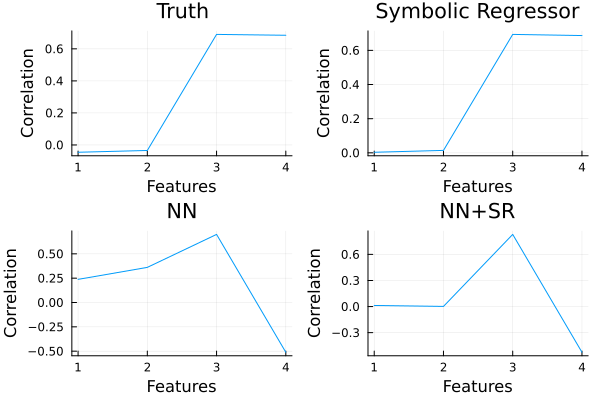 Truth
Correlation
0.6
0.4
0.2
0.0
1 2 3 4
Features
Symbolic Regressor
Correlation
0.6
0.4
0.2
0.0
1 2 3 4
Features
NN
Correlation
0.50
0.25
0.00
−0.25
−0.50
1 2 3 4
Features
NN+SR
Correlation
0.6
0.3
0.0
−0.3
1 2 3 4
Features